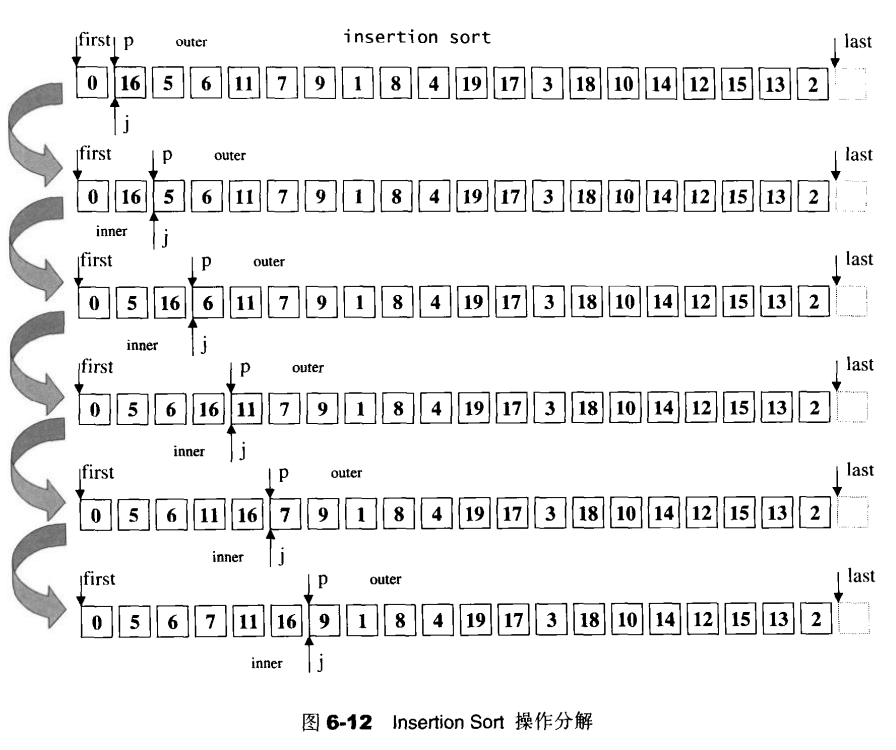 insertion sort
first p outer last
0 16 5 6 11 7 9 1 8 4 19 17 3 18 10 14 12 15 13 2
j
first p outer last
0 16 5 6 11 7 9 1 8 4 19 17 3 18 10 14 12 15 13 2
inner j
first p outer last
0 5 16 6 11 7 9 1 8 4 19 17 3 18 10 14 12 15 13 2
inner j
first p outer last
0 5 6 16 11 7 9 1 8 4 19 17 3 18 10 14 12 15 13 2
inner j
first p outer last
0 5 6 11 16 7 9 1 8 4 19 17 3 18 10 14 12 15 13 2
inner j
first p outer last
0 5 6 7 11 16 9 1 8 4 19 17 3 18 10 14 12 15 13 2
inner j
图 6-12 Insertion Sort 操作分解